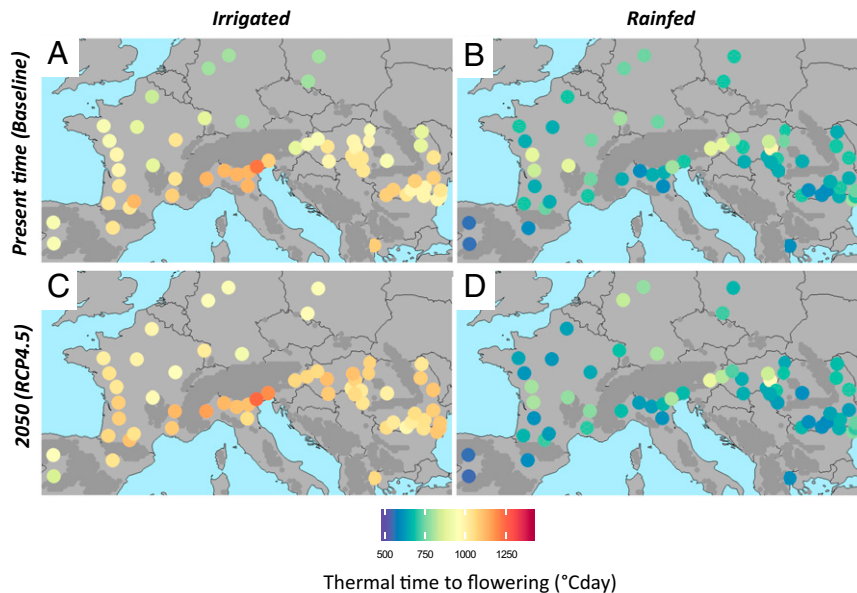 Irrigated
Rainfed
Present time (Baseline)
A
B
2050 (RCP4.5)
C
D
500 750 1000 1250
Thermal time to flowering (°Cday)